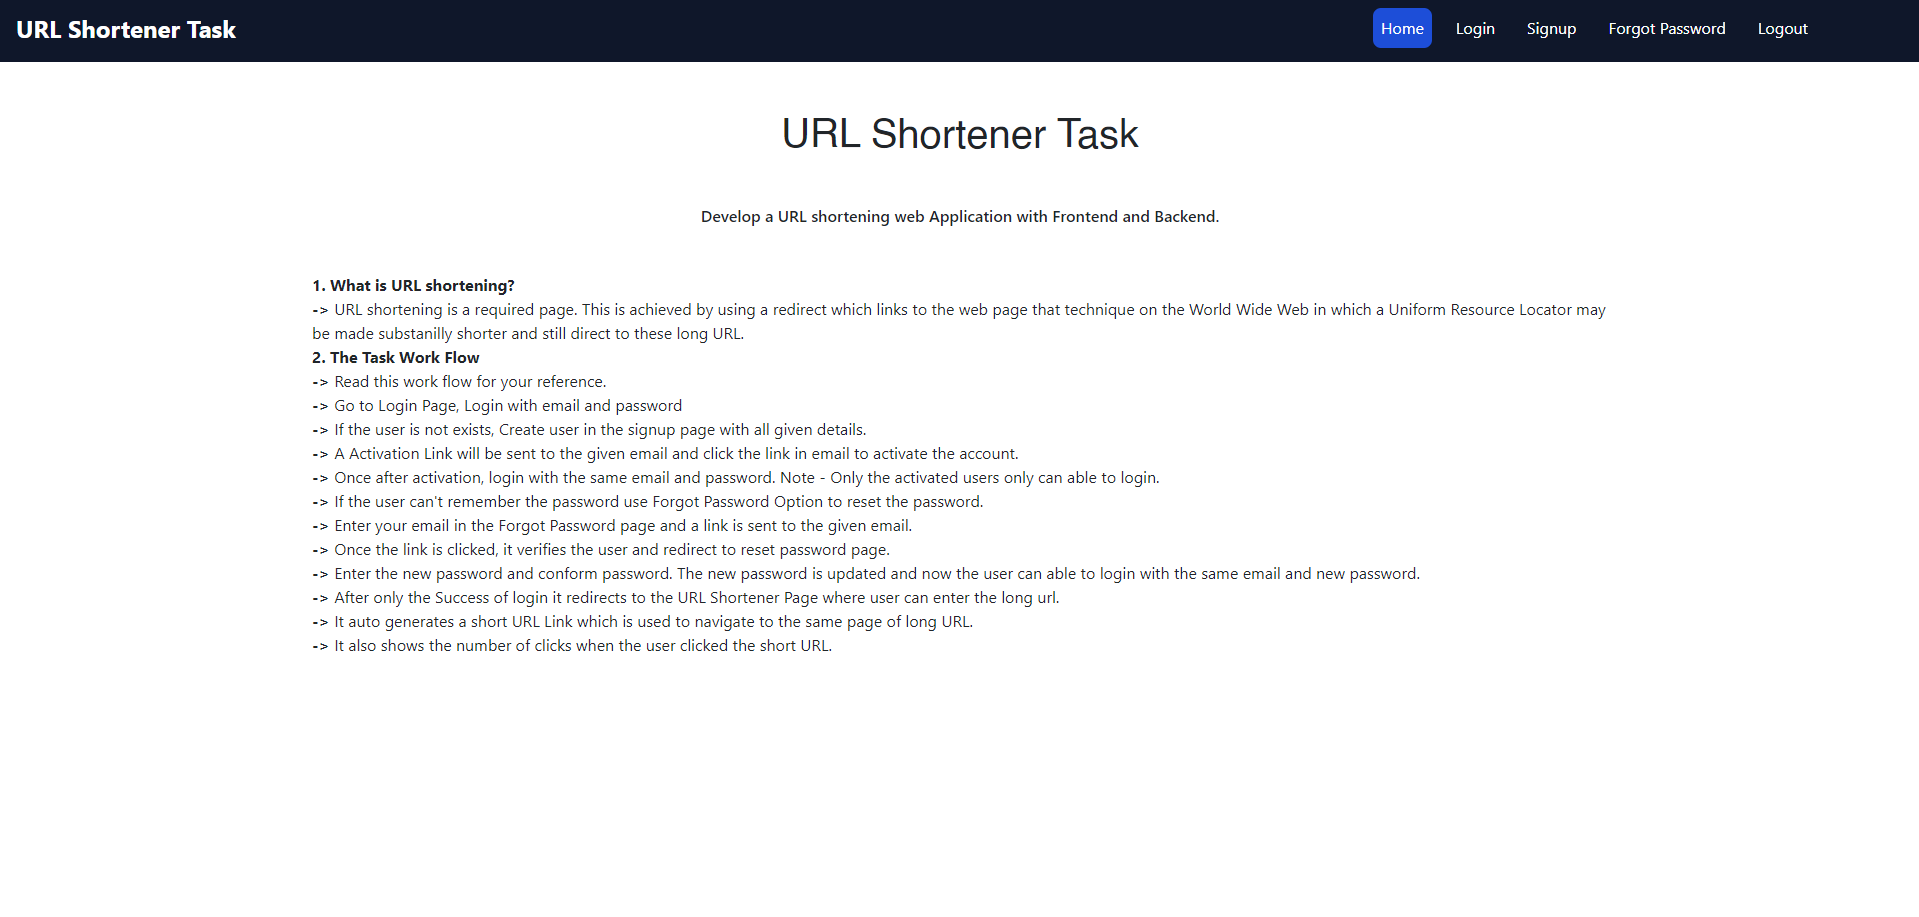 URL Shortener Task
Home Login Signup Forgot Password Logout
URL Shortener Task
Develop a URL shortening web Application with Frontend and Backend.
1. What is URL shortening?
-> URL shortening is a required page. This is achieved by using a redirect which links to the web page that technique on the World Wide Web in which a Uniform Resource Locator may
be made substanilly shorter and still direct to these long URL.
2. The Task Work Flow
-> Read this work flow for your reference.
-> Go to Login Page, Login with email and password
-> If the user is not exists, Create user in the signup page with all given details.
-> A Activation Link will be sent to the given email and click the link in email to activate the account.
-> Once after activation, login with the same email and password. Note - Only the activated users only can able to login.
-> If the user can't remember the password use Forgot Password Option to reset the password.
-> Enter your email in the Forgot Password page and a link is sent to the given email.
-> Once the link is clicked, it verifies the user and redirect to reset password page.
-> Enter the new password and conform password. The new password is updated and now the user can able to login with the same email and new password.
-> After only the Success of login it redirects to the URL Shortener Page where user can enter the long url.
-> It auto generates a short URL Link which is used to navigate to the same page of long URL.
-> It also shows the number of clicks when the user clicked the short URL.